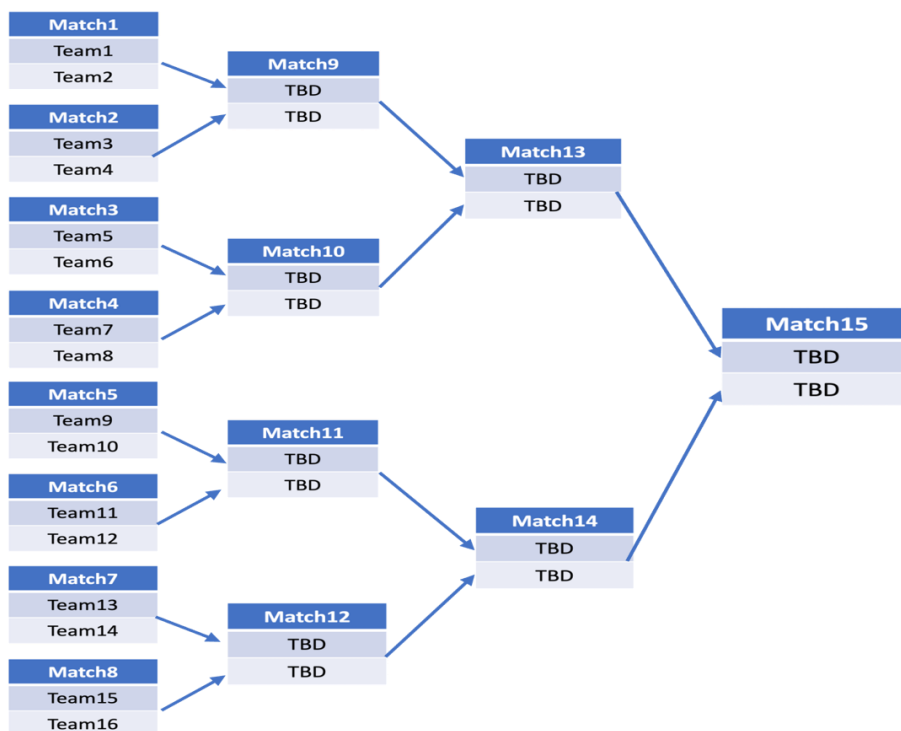 Match1
Team1
Team2
Match2
Team3
Team4
Match3
Team5
Team6
Match4
Team7
Team8
Match5
Team9
Team10
Match6
Team11
Team12
Match7
Team13
Team14
Match8
Team15
Team16
Match9
TBD
TBD
Match10
TBD
TBD
Match11
TBD
TBD
Match12
TBD
TBD
Match13
TBD
TBD
Match14
TBD
TBD
Match15
TBD
TBD